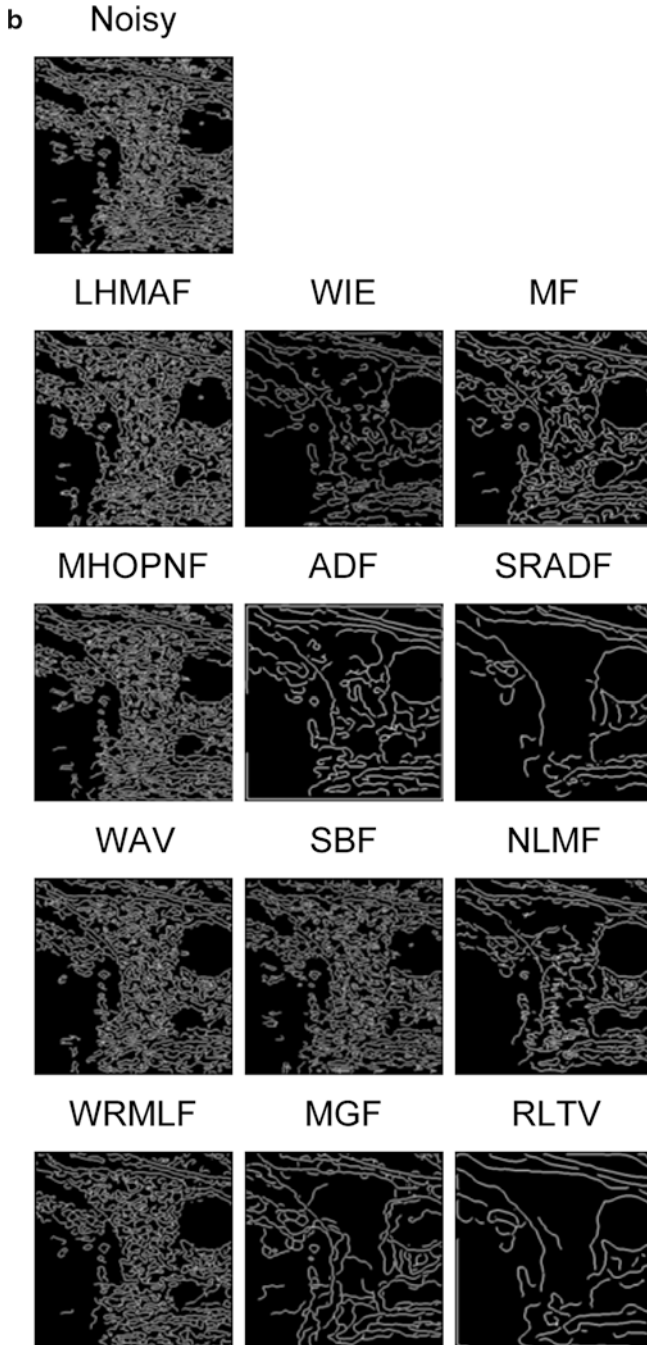 b Noisy
LHMAF WIE MF
MHOPNF ADF SRADF
WAV SBF NLMF
WRMLF MGF RLTV